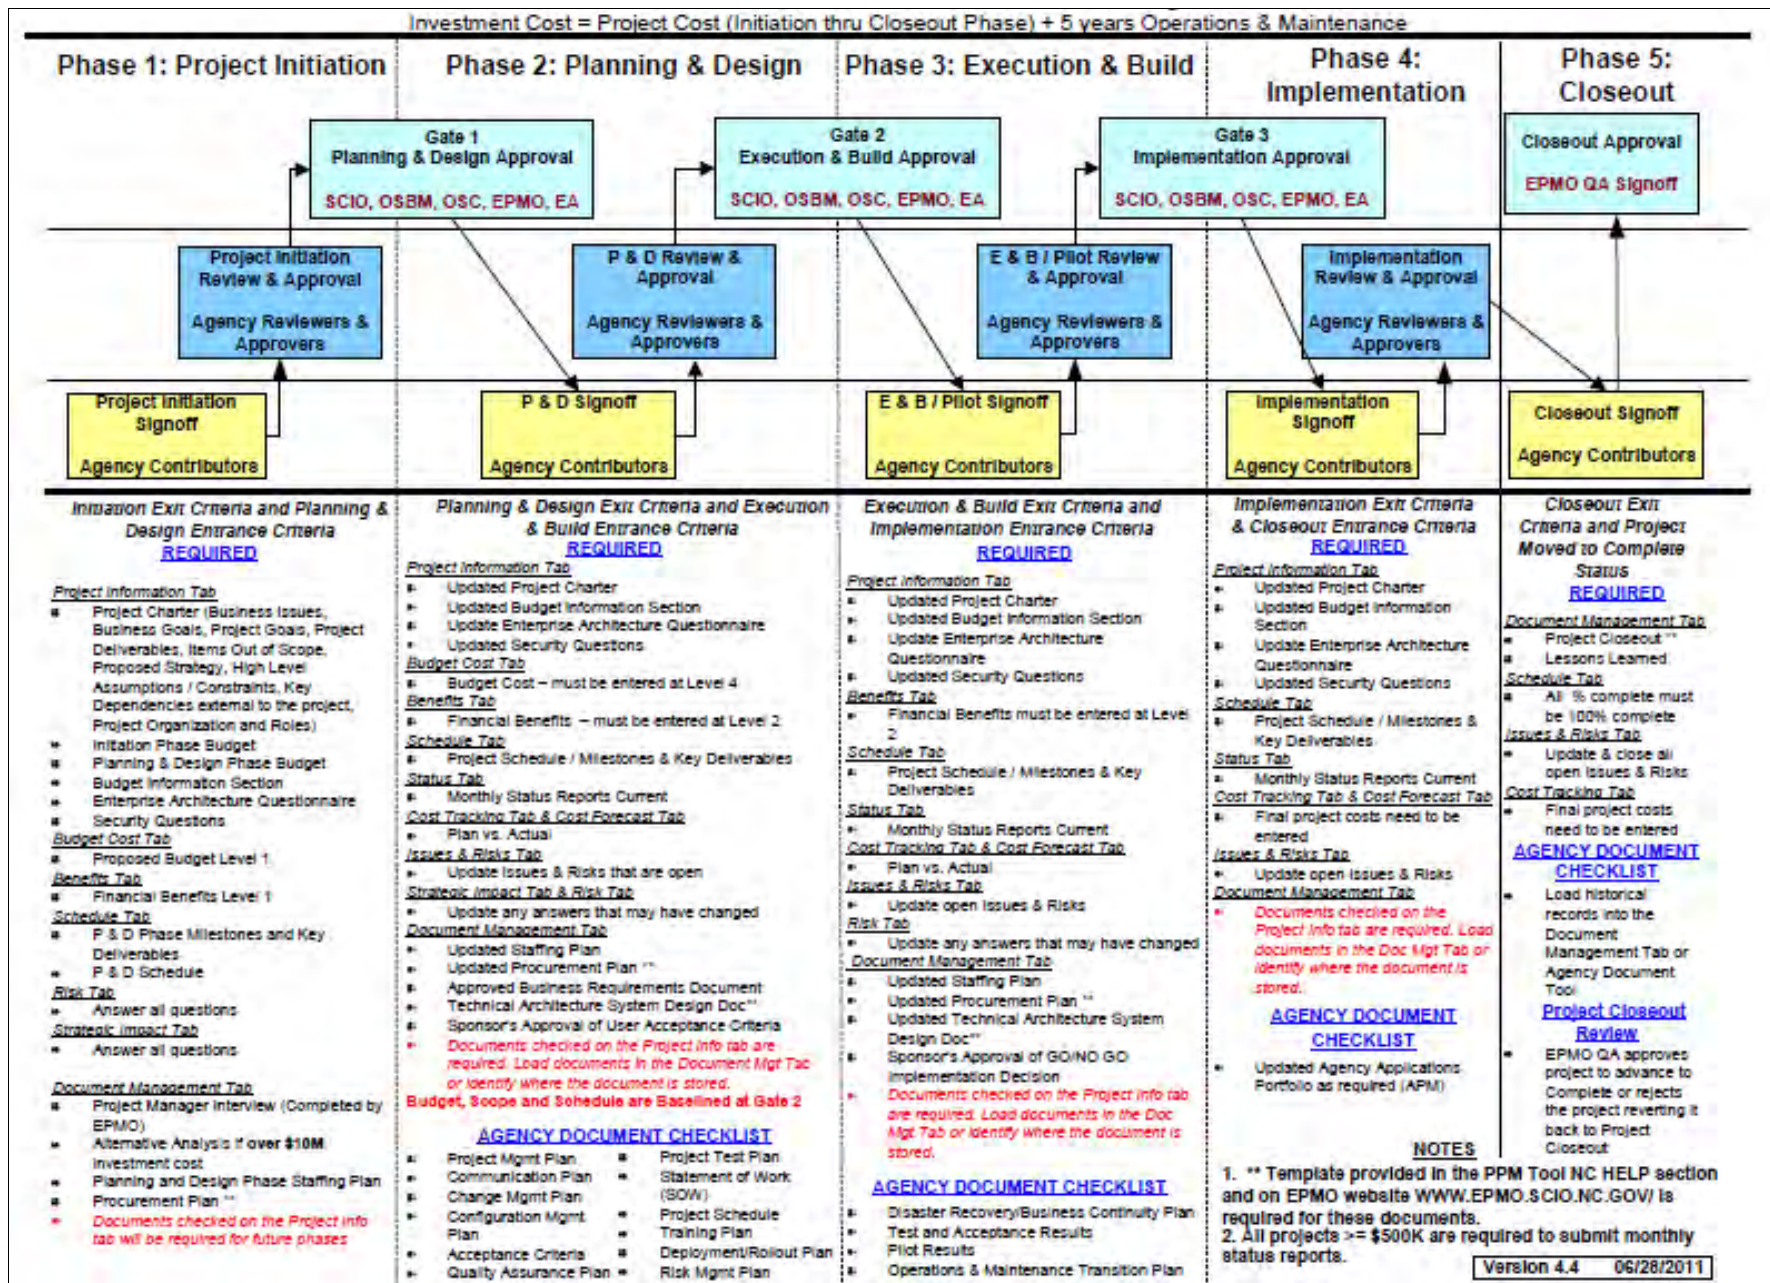 Investment Cost = Project Cost (Initiation thru Closeout Phase) + 5 years Operations & Maintenance
Phase 1: Project Initiation
Phase 2: Planning & Design
Phase 3: Execution & Build
Phase 4:
Implementation
Phase 5:
Closeout
Gate 1
Planning & Design Approval
SCIO, OSBM, OSC, EPMO, EA
Gate 2
Execution & Build Approval
SCIO, OSBM, OSC, EPMO, EA
Gate 3
Implementation Approval
SCIO, OSBM, OSC, EPMO, EA
Closeout Approval
EPMO QA Signoff
Project Initiation
Review & Approval
Agency Reviewers &
Approvers
P & D Review &
Approval
Agency Reviewers &
Approvers
E & B / Pilot Review
& Approval
Agency Reviewers &
Approvers
Implementation
Review & Approval
Agency Reviewers &
Approvers
Project Initiation
Signoff
Agency Contributors
P & D Signoff
Agency Contributors
E & B / Pilot Signoff
Agency Contributors
Implementation
Signoff
Agency Contributors
Closeout Signoff
Agency Contributors
Initiation Exit Criteria and Planning &
Design Entrance Criteria
REQUIRED
Project Information Tab
Project Charter (Business Issues,
Business Goals, Project Goals, Project
Deliverables, Items Out of Scope,
Proposed Strategy, High Level
Assumptions / Constraints, Key
Dependencies external to the project,
Project Organization and Roles)
Initation Phase Budget
Planning & Design Phase Budget
Budget Information Section
Enterprise Architecture Questionnaire
Security Questions
Budget Cost Tab
Proposed Budget Level 1
Benefits Tab
Financial Benefits Level 1
Schedule Tab
P & D Phase Milestones and Key
Deliverables
P & D Schedule
Risk Tab
Answer all questions
Strategic Impact Tab
Answer all questions
Document Management Tab
Project Manager Interview (Completed by
EPMO)
Alternative Analysis if over $10M
investment cost
Planning and Design Phase Staffing Plan
Procurement Plan **
Documents checked on the Project Info
tab will be required for future phases
Planning & Design Exit Criteria and Execution
& Build Entrance Criteria
REQUIRED
Project Information Tab
Updated Project Charter
Updated Budget Information Section
Update Enterprise Architecture Questionnaire
Updated Security Questions
Budget Cost Tab
Budget Cost – must be entered at Level 4
Benefits Tab
Financial Benefits – must be entered at Level 2
Schedule Tab
Project Schedule / Milestones & Key Deliverables
Status Tab
Monthly Status Reports Current
Cost Tracking Tab & Cost Forecast Tab
Plan vs. Actual
Issues & Risks Tab
Update Issues & Risks that are open
Strategic Impact Tab & Risk Tab
Update any answers that may have changed
Document Management Tab
Updated Staffing Plan
Updated Procurement Plan **
Approved Business Requirements Document
Technical Architecture System Design Doc**
Sponsor's Approval of User Acceptance Criteria
Documents checked on the Project Info tab are
required. Load documents in the Document Mgt Tab
or identify where the document is stored.
Budget, Scope and Schedule are Baselined at Gate 2
AGENCY DOCUMENT CHECKLIST
Project Mgmt Plan
Communication Plan
Change Mgmt Plan
Configuration Mgmt
Plan
Acceptance Criteria
Quality Assurance Plan
Project Test Plan
Statement of Work
(SOW)
Project Schedule
Training Plan
Deployment/Rollout Plan
Risk Mgmt Plan
Execution & Build Exit Criteria and
Implementation Entrance Criteria
REQUIRED
Project Information Tab
Updated Project Charter
Updated Budget Information Section
Update Enterprise Architecture
Questionnaire
Updated Security Questions
Benefits Tab
Financial Benefits must be entered at Level
2
Schedule Tab
Project Schedule / Milestones & Key
Deliverables
Status Tab
Monthly Status Reports Current
Cost Tracking Tab & Cost Forecast Tab
Plan vs. Actual
Issues & Risks Tab
Update open Issues & Risks
Risk Tab
Update any answers that may have changed
Document Management Tab
Updated Staffing Plan
Updated Procurement Plan **
Updated Technical Architecture System
Design Doc**
Sponsor's Approval of GO/NO GO
Implementation Decision
Documents checked on the Project Info tab
are required. Load documents in the Doc
Mgt Tab or identify where the document is
stored.
AGENCY DOCUMENT CHECKLIST
Disaster Recovery/Business Continuity Plan
Test and Acceptance Results
Pilot Results
Operations & Maintenance Transition Plan
Implementation Exit Criteria
& Closeout Entrance Criteria
REQUIRED
Project Information Tab
Updated Project Charter
Updated Budget Information
Section
Update Enterprise Architecture
Questionnaire
Updated Security Questions
Schedule Tab
Project Schedule / Milestones &
Key Deliverables
Status Tab
Monthly Status Reports Current
Cost Tracking Tab & Cost Forecast Tab
Final project costs need to be
entered
Issues & Risks Tab
Update open Issues & Risks
Document Management Tab
Documents checked on the
Project Info tab are required. Load
documents in the Doc Mgt Tab or
identify where the document is
stored.
AGENCY DOCUMENT
CHECKLIST
Updated Agency Applications
Portfolio as required (APM)
Closeout Exit
Criteria and Project
Moved to Complete
Status
REQUIRED
Document Management Tab
Project Closeout **
Lessons Learned
Schedule Tab
All % complete must
be 100% complete
Issues & Risks Tab
Update & close all
open Issues & Risks
Cost Tracking Tab
Final project costs
need to be entered
AGENCY DOCUMENT
CHECKLIST
Load historical
records into the
Document
Management Tab or
Agency Document
Tool
Project Closeout
Review
EPMO QA approves
project to advance to
Complete or rejects
the project reverting it
back to Project
Closeout
NOTES
1. ** Template provided in the PPM Tool NC HELP section
and on EPMO website WWW.EPMO.SCIO.NC.GOV/ is
required for these documents.
2. All projects >= $500K are required to submit monthly
status reports.
Version 4.4 06/28/2011